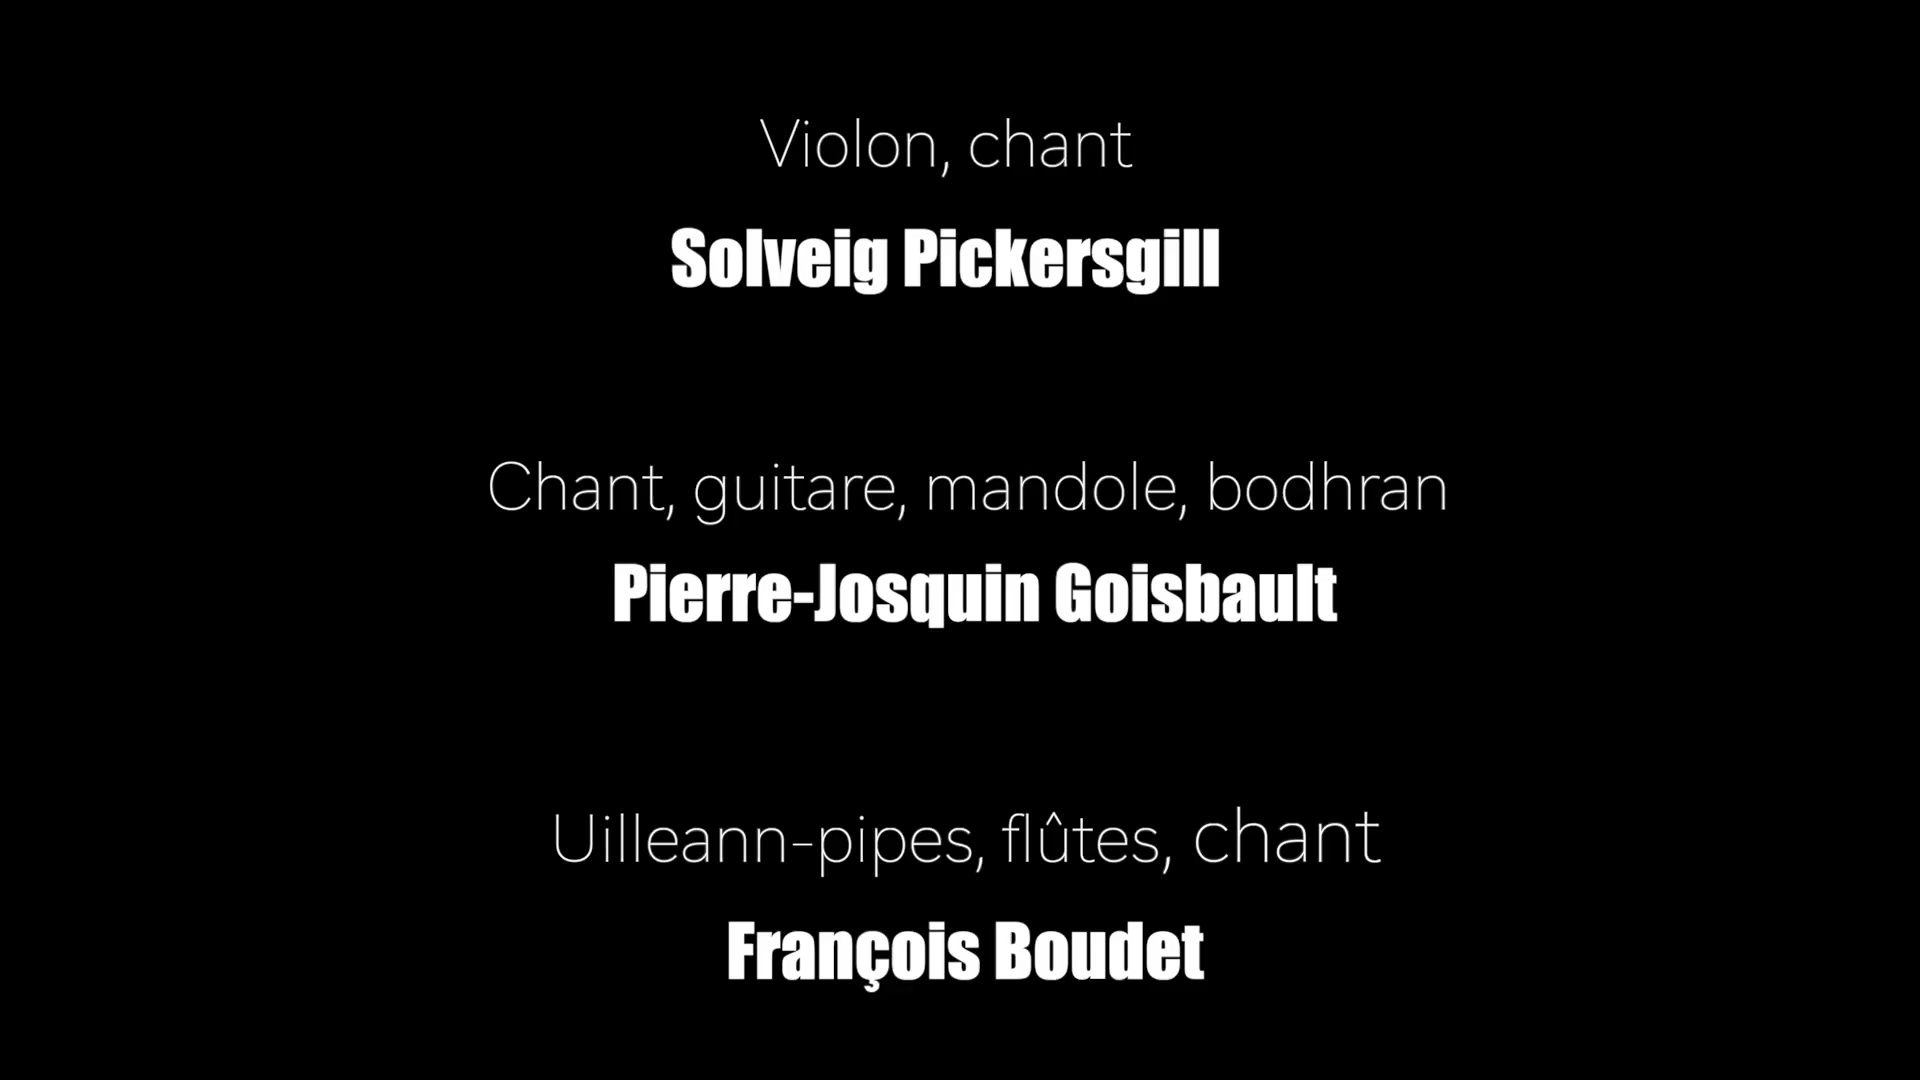 Violon, chant
Solveig Pickersgill
Chant, guitare, mandole, bodhran
Pierre-Josquin Goisbault
Uilleann-pipes, flûtes, chant
François Boudet